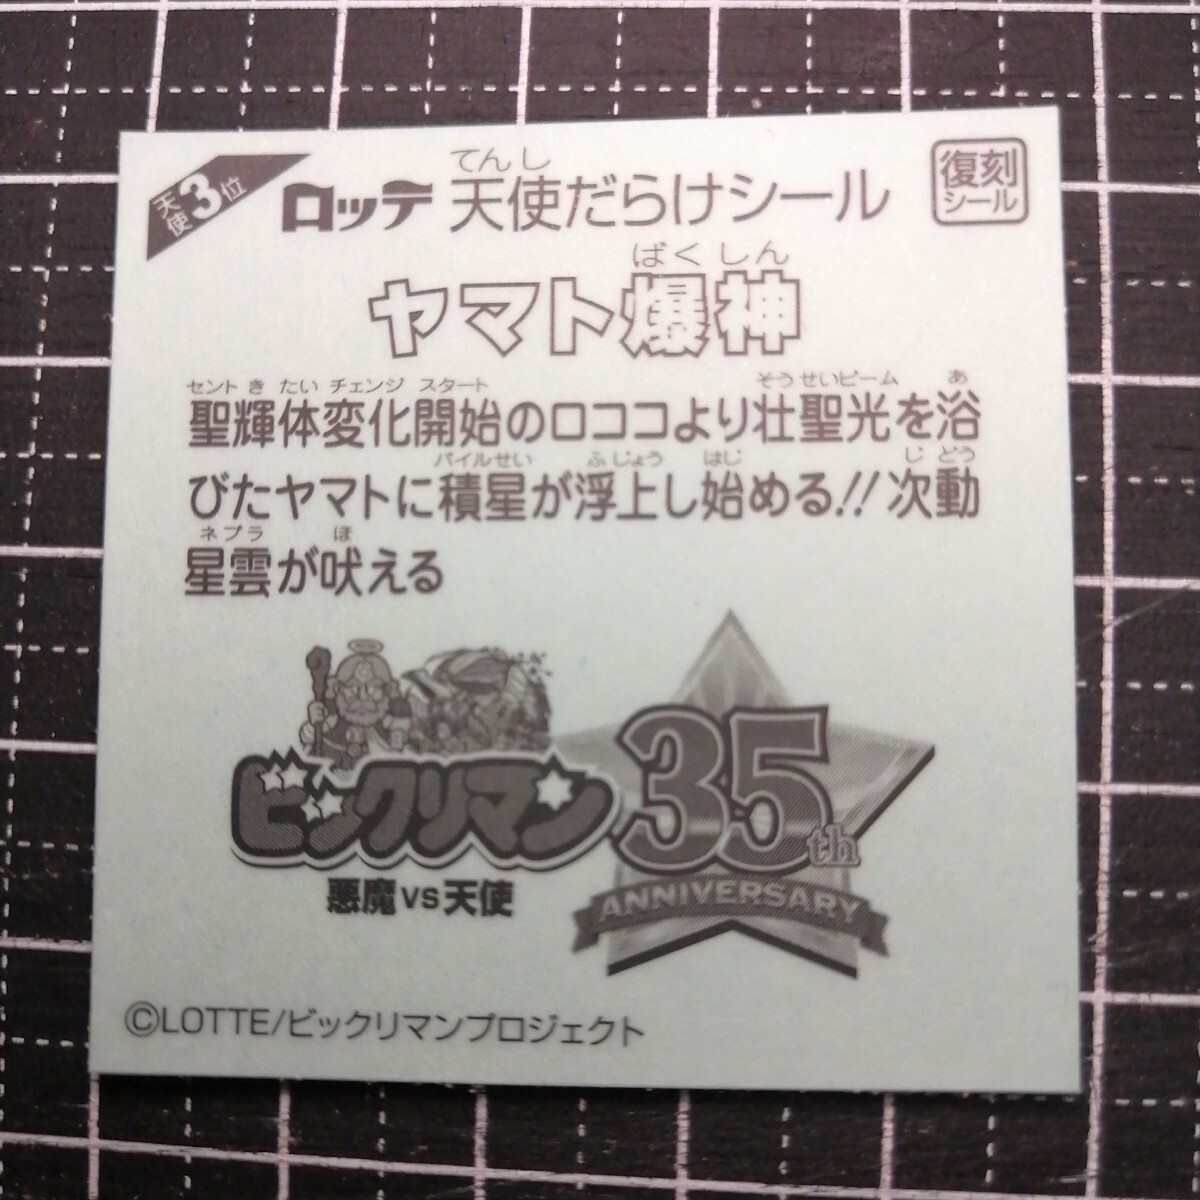 天使3位
てんし
ロッテ 天使だらけシール
復刻
シール
ばくしん
ヤマト爆神
セント き たい チェンジ スタート そうせいビーム あ
聖輝体変化開始のロココより壮聖光を浴
パイルせい ふじょう はじ じどう
びたヤマトに積星が浮上し始める!!次動
ネブラ ほ
星雲が吠える
ビックリマン
悪魔VS天使
35th
ANNIVERSARY
©LOTTE/ビックリマンプロジェクト